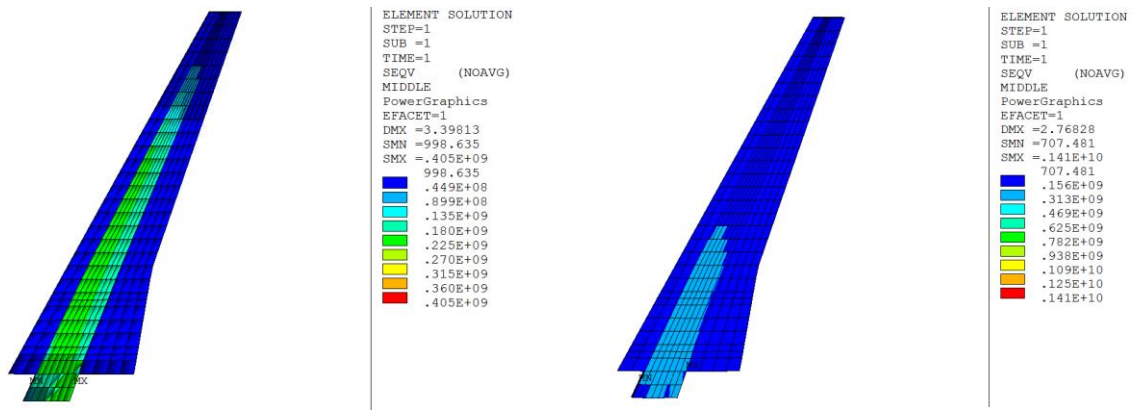 ELEMENT SOLUTION
STEP=1
SUB =1
TIME=1
SEQV (NOAVG)
MIDDLE
PowerGraphics
EFACET=1
DMX =3.39813
SMN =998.635
SMX =.405E+09
998.635
.449E+08
.899E+08
.135E+09
.180E+09
.225E+09
.270E+09
.315E+09
.360E+09
.405E+09
MX
ELEMENT SOLUTION
STEP=1
SUB =1
TIME=1
SEQV (NOAVG)
MIDDLE
PowerGraphics
EFACET=1
DMX =2.76828
SMN =707.481
SMX =.141E+10
707.481
.156E+09
.313E+09
.469E+09
.625E+09
.782E+09
.938E+09
.109E+10
.125E+10
.141E+10
MN